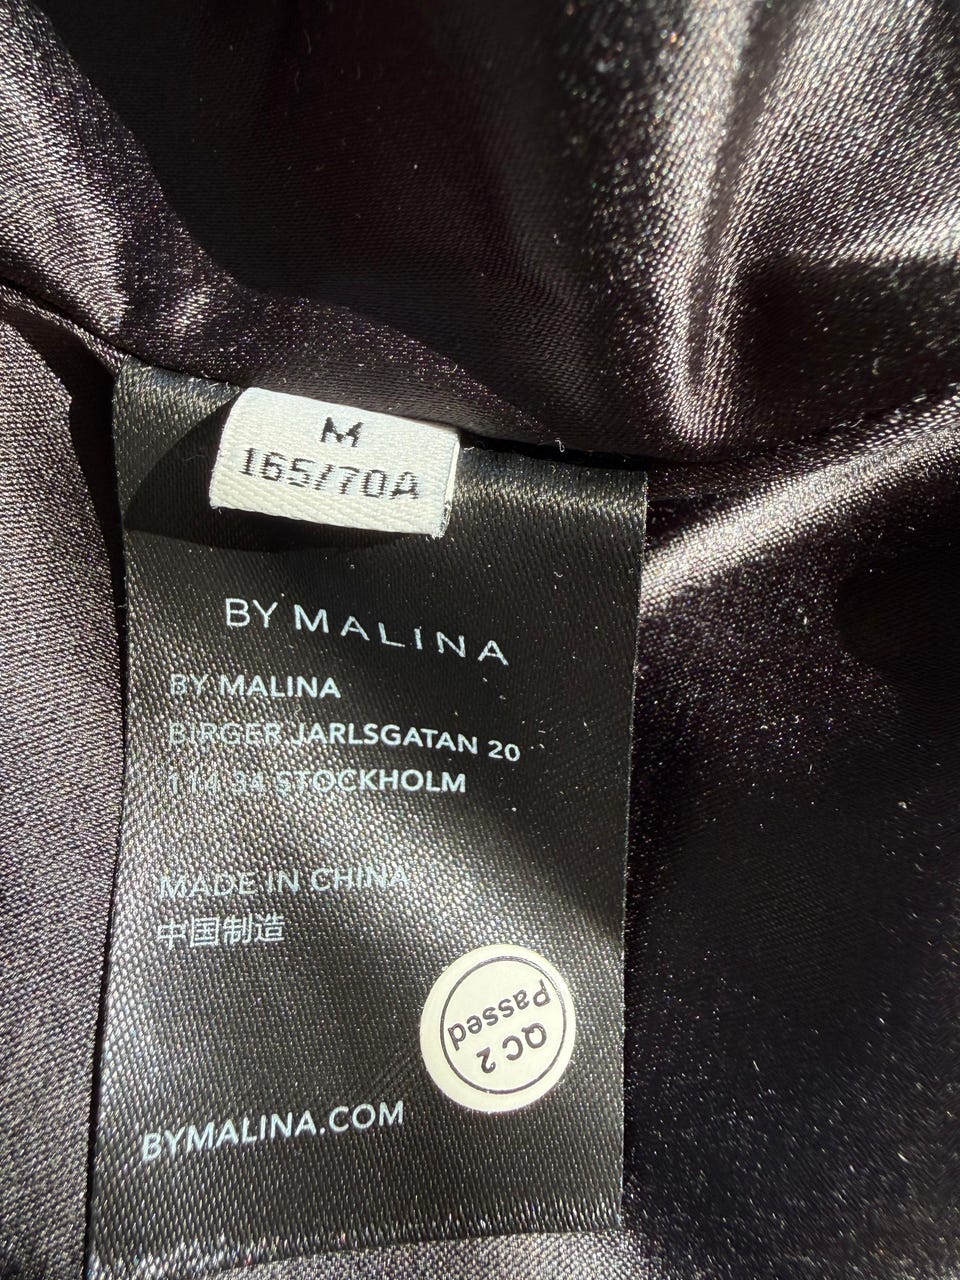 M
165/70A
BY MALINA
BY MALINA
BIRGER JARLSGATAN 20
114 34 STOCKHOLM
MADE IN CHINA
中国制造
QC 2
Passed
BYMALINA.COM